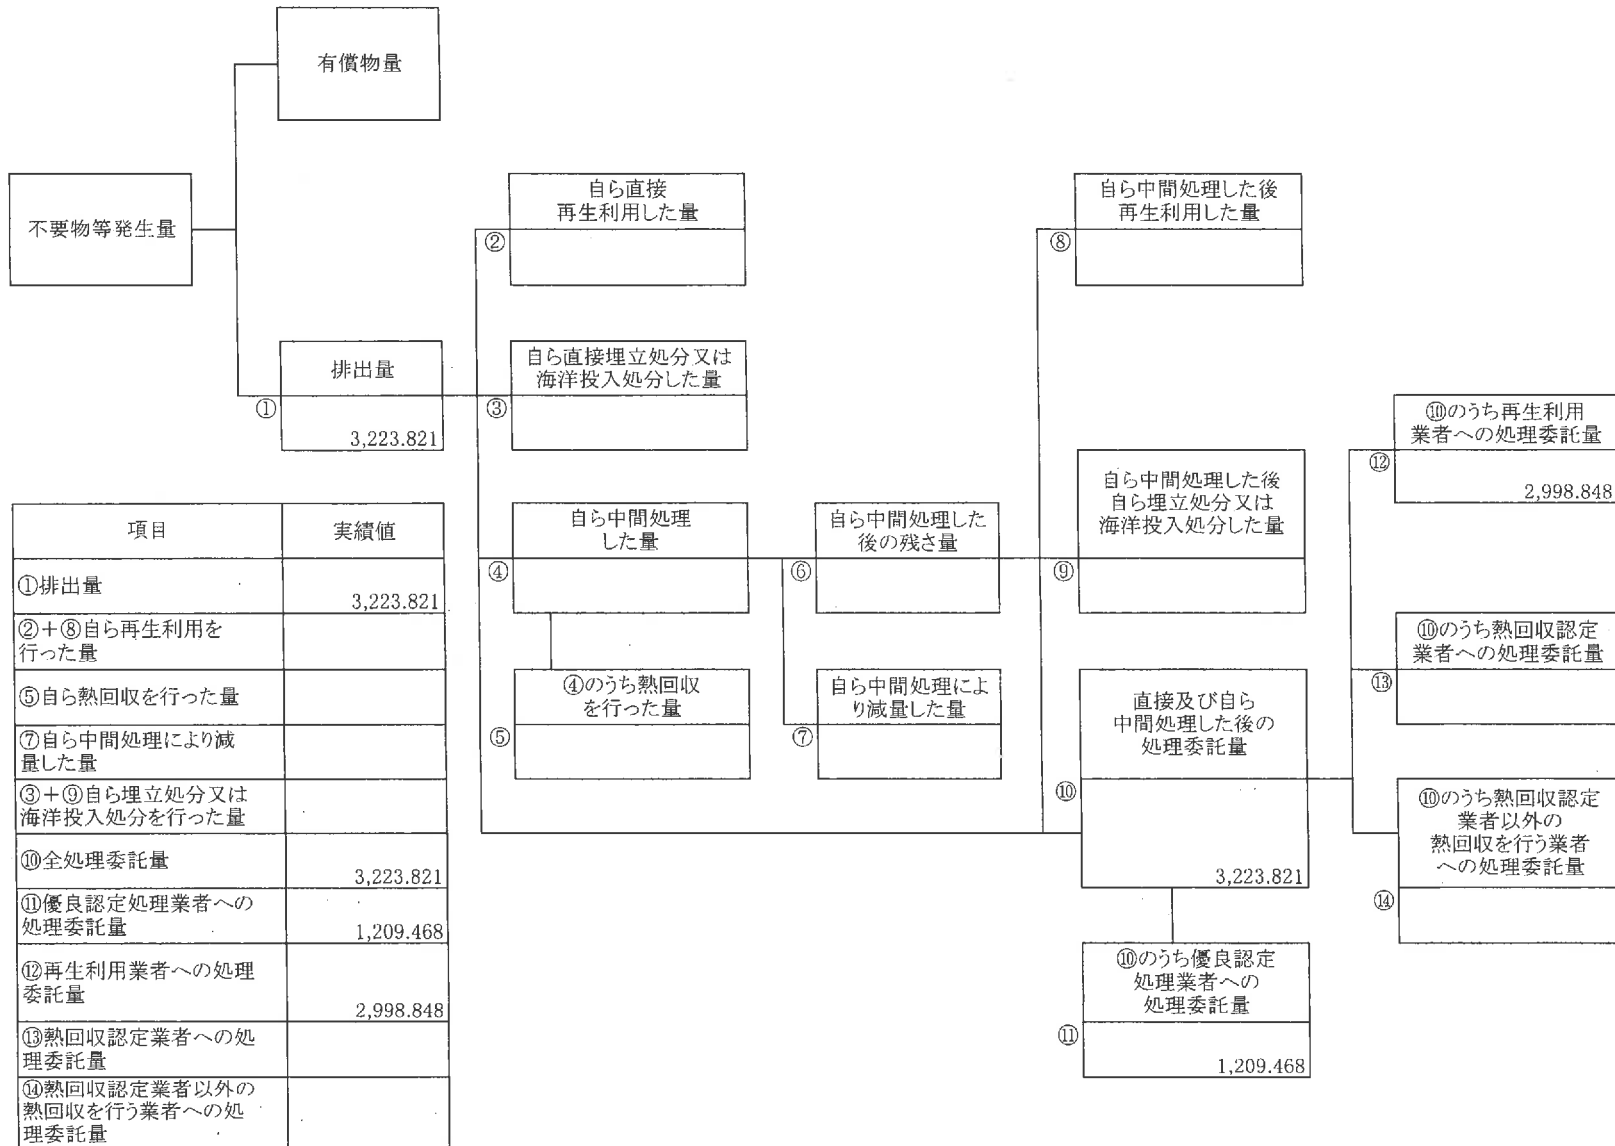 有償物量
不要物等発生量
排出量
①
3,223.821
自ら直接
再生利用した量
②
自ら直接埋立処分又は
海洋投入処分した量
③
自ら中間処理
した量
④
④のうち熱回収
を行った量
⑤
自ら中間処理した
後の残さ量
⑥
自ら中間処理によ
り減量した量
⑦
自ら中間処理した後
再生利用した量
⑧
自ら中間処理した後
自ら埋立処分又は
海洋投入処分した量
⑨
直接及び自ら
中間処理した後の
処理委託量
⑩
3,223.821
⑩のうち優良認定
処理業者への
処理委託量
⑪
1,209.468
⑩のうち再生利用
業者への処理委託量
⑫
2,998.848
⑩のうち熱回収認定
業者への処理委託量
⑬
⑩のうち熱回収認定
業者以外の
熱回収を行う業者
への処理委託量
⑭
項目 実績値
①排出量 3,223.821
②+⑧自ら再生利用を
行った量
⑤自ら熱回収を行った量
⑦自ら中間処理により減
量した量
③+⑨自ら埋立処分又は
海洋投入処分を行った量
⑩全処理委託量 3,223.821
⑪優良認定処理業者への
処理委託量 1,209.468
⑫再生利用業者への処理
委託量 2,998.848
⑬熱回収認定業者への処
理委託量
⑭熱回収認定業者以外の
熱回収を行う業者への処
理委託量